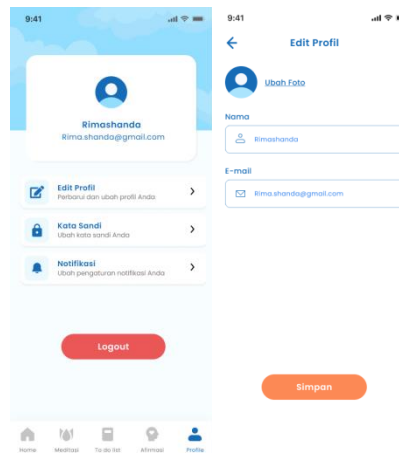 9:41
Rimashanda
Rima.shanda@gmail.com
Edit Profil
Perbarui dan ubah profil Anda
Kata Sandi
Ubah kata sandi Anda
Notifikasi
Ubah pengaturan notifikasi Anda
Logout
Home Meditasi To do list Afirmasi Profile
9:41
Edit Profil
Ubah Foto
Nama
Rimashanda
E-mail
Rima.shanda@gmail.com
Simpan